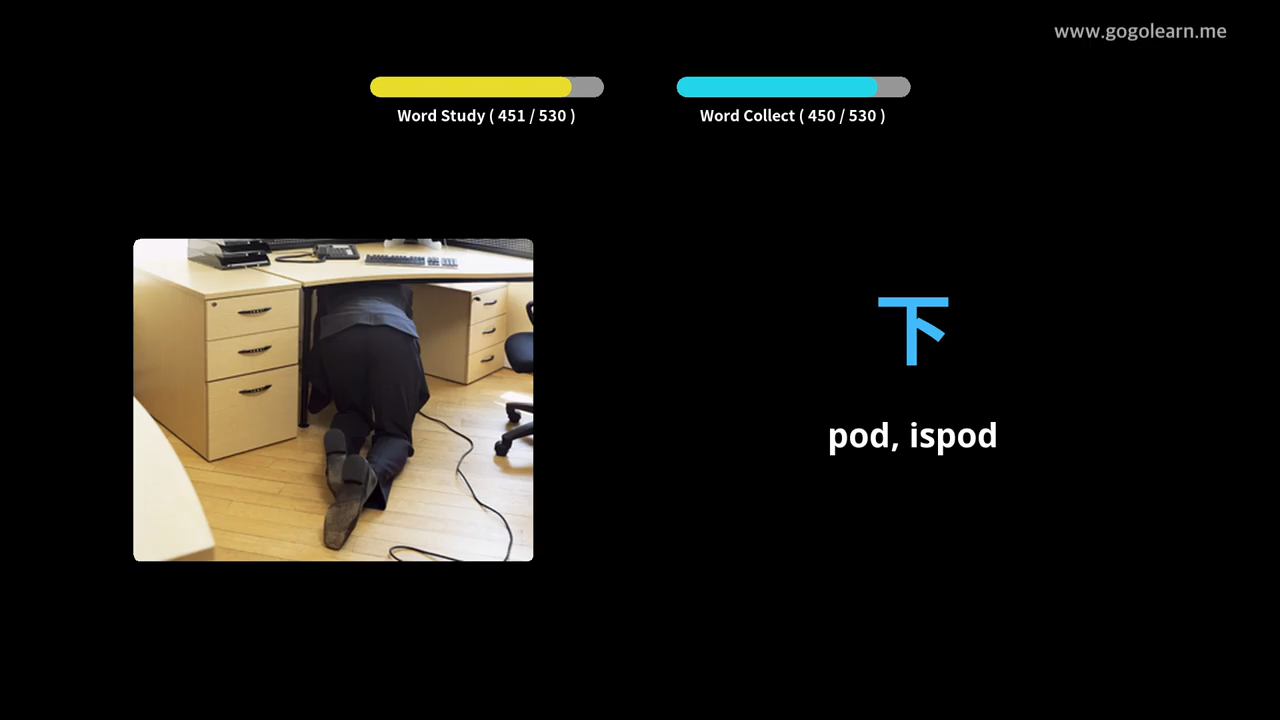 www.gogolearn.me
Word Study ( 451 / 530 )
Word Collect ( 450 / 530 )
下
pod, ispod